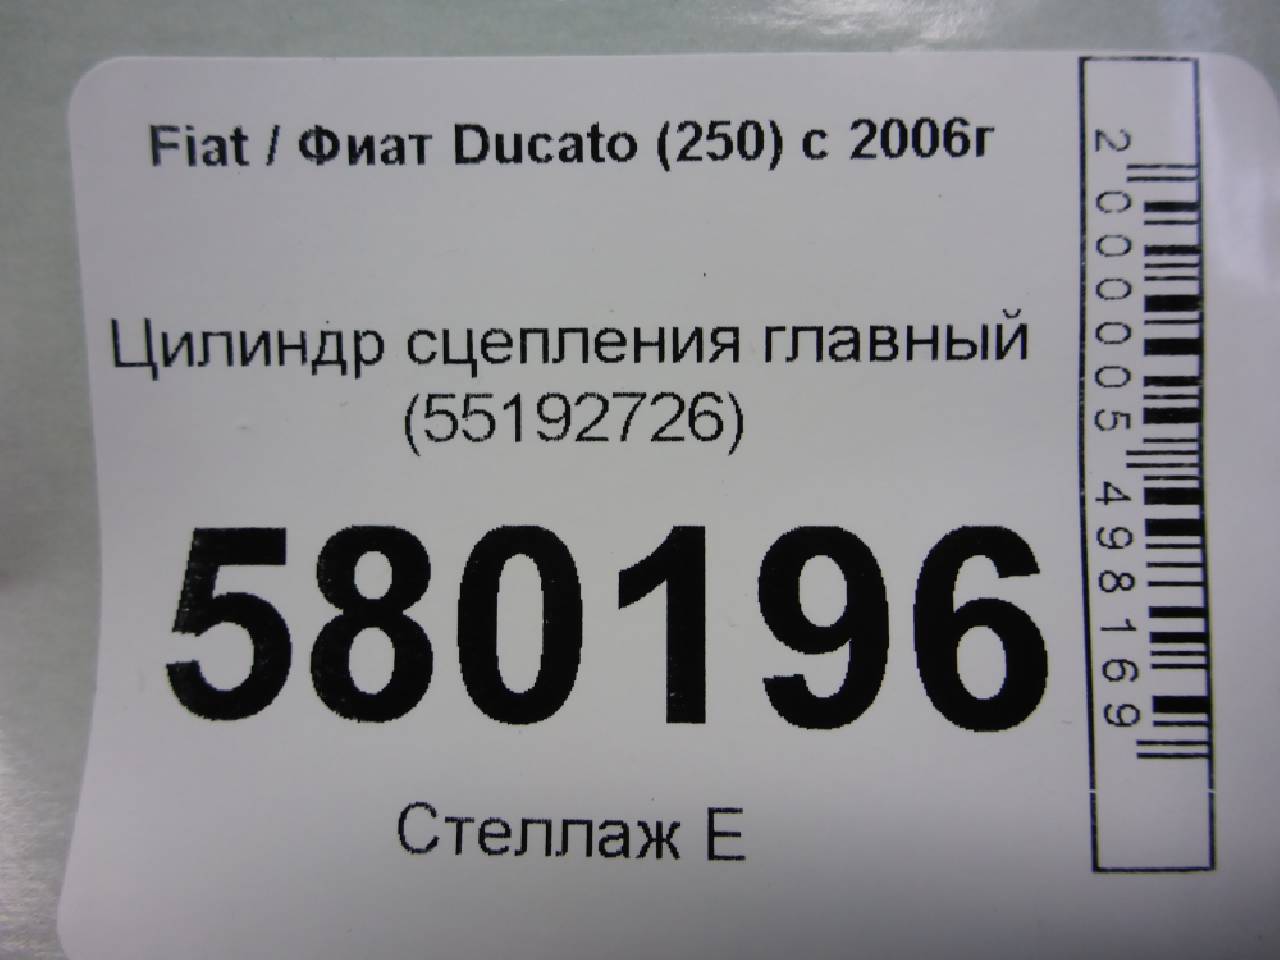 Fiat / Фиат Ducato (250) с 2006г
Цилиндр сцепления главный
(55192726)
580196
Стеллаж Е
2000005498169